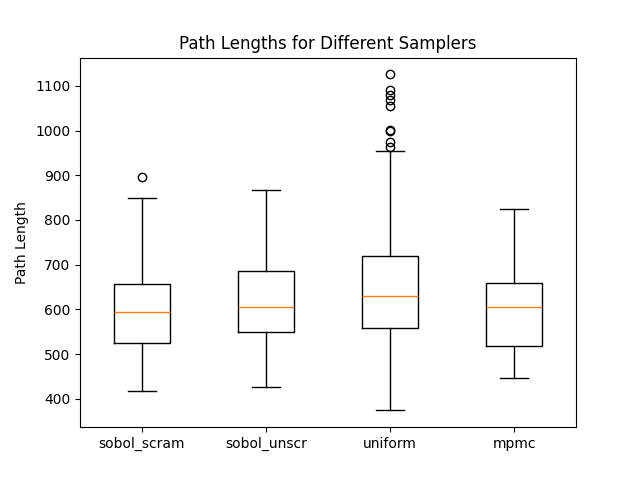 Path Lengths for Different Samplers
Path Length
1100
1000
900
800
700
600
500
400
sobol_scram sobol_unscr uniform mpmc